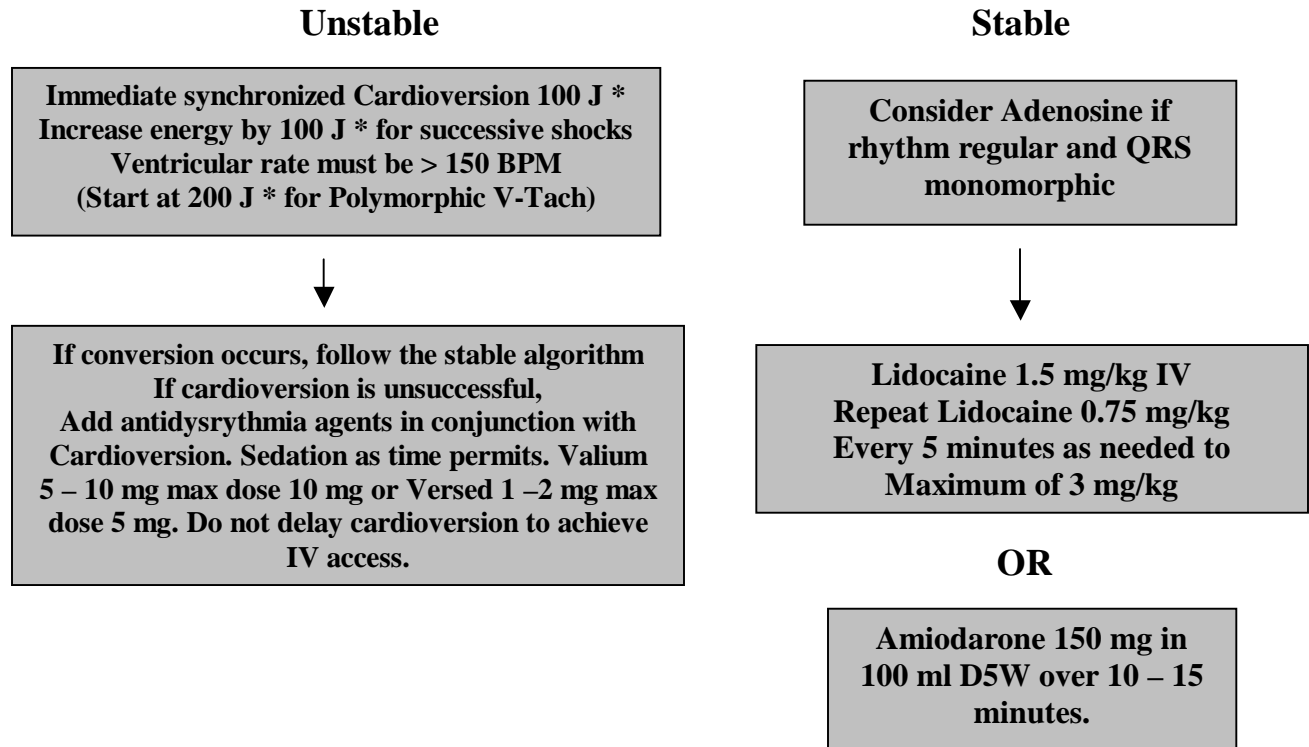 Unstable
Immediate synchronized Cardioversion 100 J *
Increase energy by 100 J * for successive shocks
Ventricular rate must be > 150 BPM
(Start at 200 J * for Polymorphic V-Tach)
If conversion occurs, follow the stable algorithm
If cardioversion is unsuccessful,
Add antidysrythmia agents in conjunction with
Cardioversion. Sedation as time permits. Valium
5 – 10 mg max dose 10 mg or Versed 1 –2 mg max
dose 5 mg. Do not delay cardioversion to achieve
IV access.
Stable
Consider Adenosine if
rhythm regular and QRS
monomorphic
Lidocaine 1.5 mg/kg IV
Repeat Lidocaine 0.75 mg/kg
Every 5 minutes as needed to
Maximum of 3 mg/kg
OR
Amiodarone 150 mg in
100 ml D5W over 10 – 15
minutes.